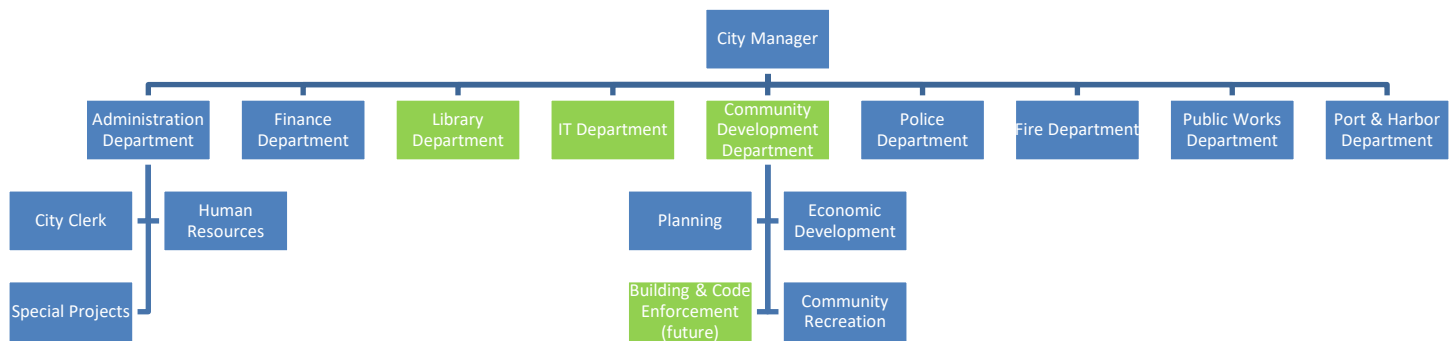 City Manager
Administration
Department
Finance
Department
Library
Department
IT Department
Community
Development
Department
Police
Department
Fire Department
Public Works
Department
Port & Harbor
Department
City Clerk
Human
Resources
Planning
Economic
Development
Special Projects
Building & Code
Enforcement
(future)
Community
Recreation